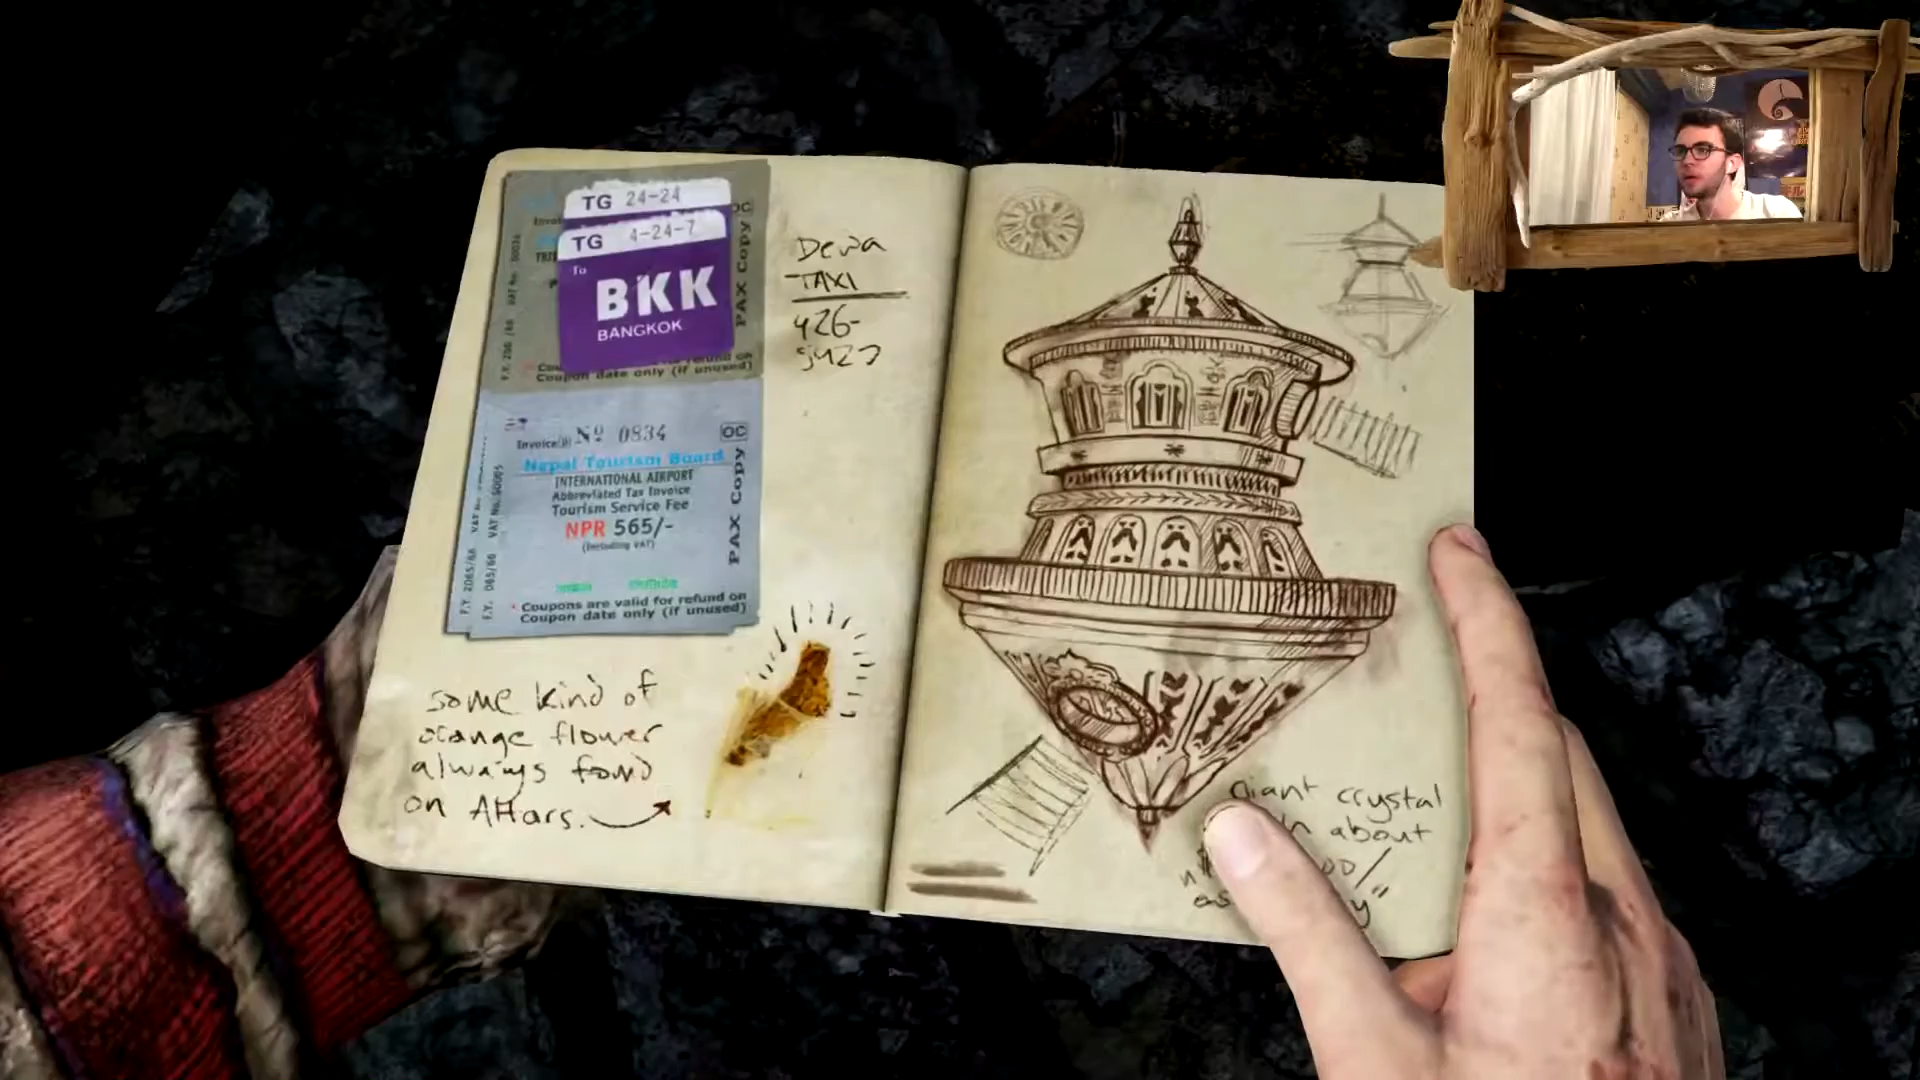 TG 24-24
TG 4-24-7
To
BKK
BANGKOK
OC
PAX Copy
refund on
Coupon date only (if unused)
Dewa
TAXI
426-
Invoice(s) Nº 0834
OC
Nepal Tourism Board
INTERNATIONAL AIRPORT
Abbreviated Tax Invoice
Tourism Service Fee
NPR 565/-
(Including VAT)
PAX Copy
* Coupons are valid for refund on
Coupon date only (if unused)
some kind of
orange flower
always found
on Altars.
Giant crystal
about